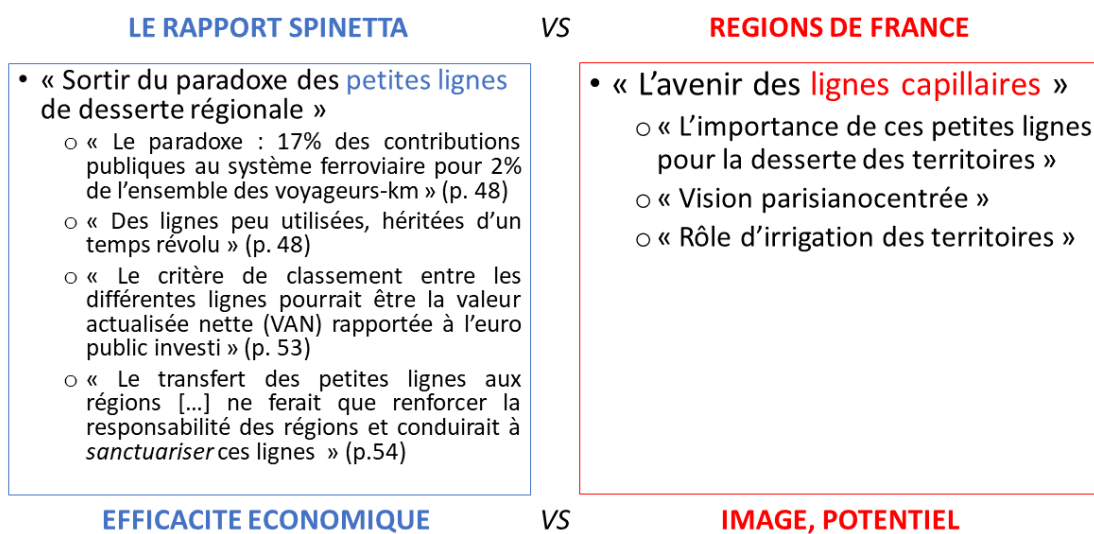 LE RAPPORT SPINETTA
VS
REGIONS DE FRANCE
• « Sortir du paradoxe des petites lignes
de desserte régionale »
o « Le paradoxe : 17% des contributions
publiques au système ferroviaire pour 2%
de l’ensemble des voyageurs-km » (p. 48)
o « Des lignes peu utilisées, héritées d’un
temps révolu » (p. 48)
o « Le critère de classement entre les
différentes lignes pourrait être la valeur
actualisée nette (VAN) rapportée à l’euro
public investi » (p. 53)
o « Le transfert des petites lignes aux
régions […] ne ferait que renforcer la
responsabilité des régions et conduirait à
sanctuariser ces lignes » (p.54)
• « L’avenir des lignes capillaires »
o « L’importance de ces petites lignes
pour la desserte des territoires »
o « Vision parisianocentrée »
o « Rôle d’irrigation des territoires »
EFFICACITE ECONOMIQUE
VS
IMAGE, POTENTIEL